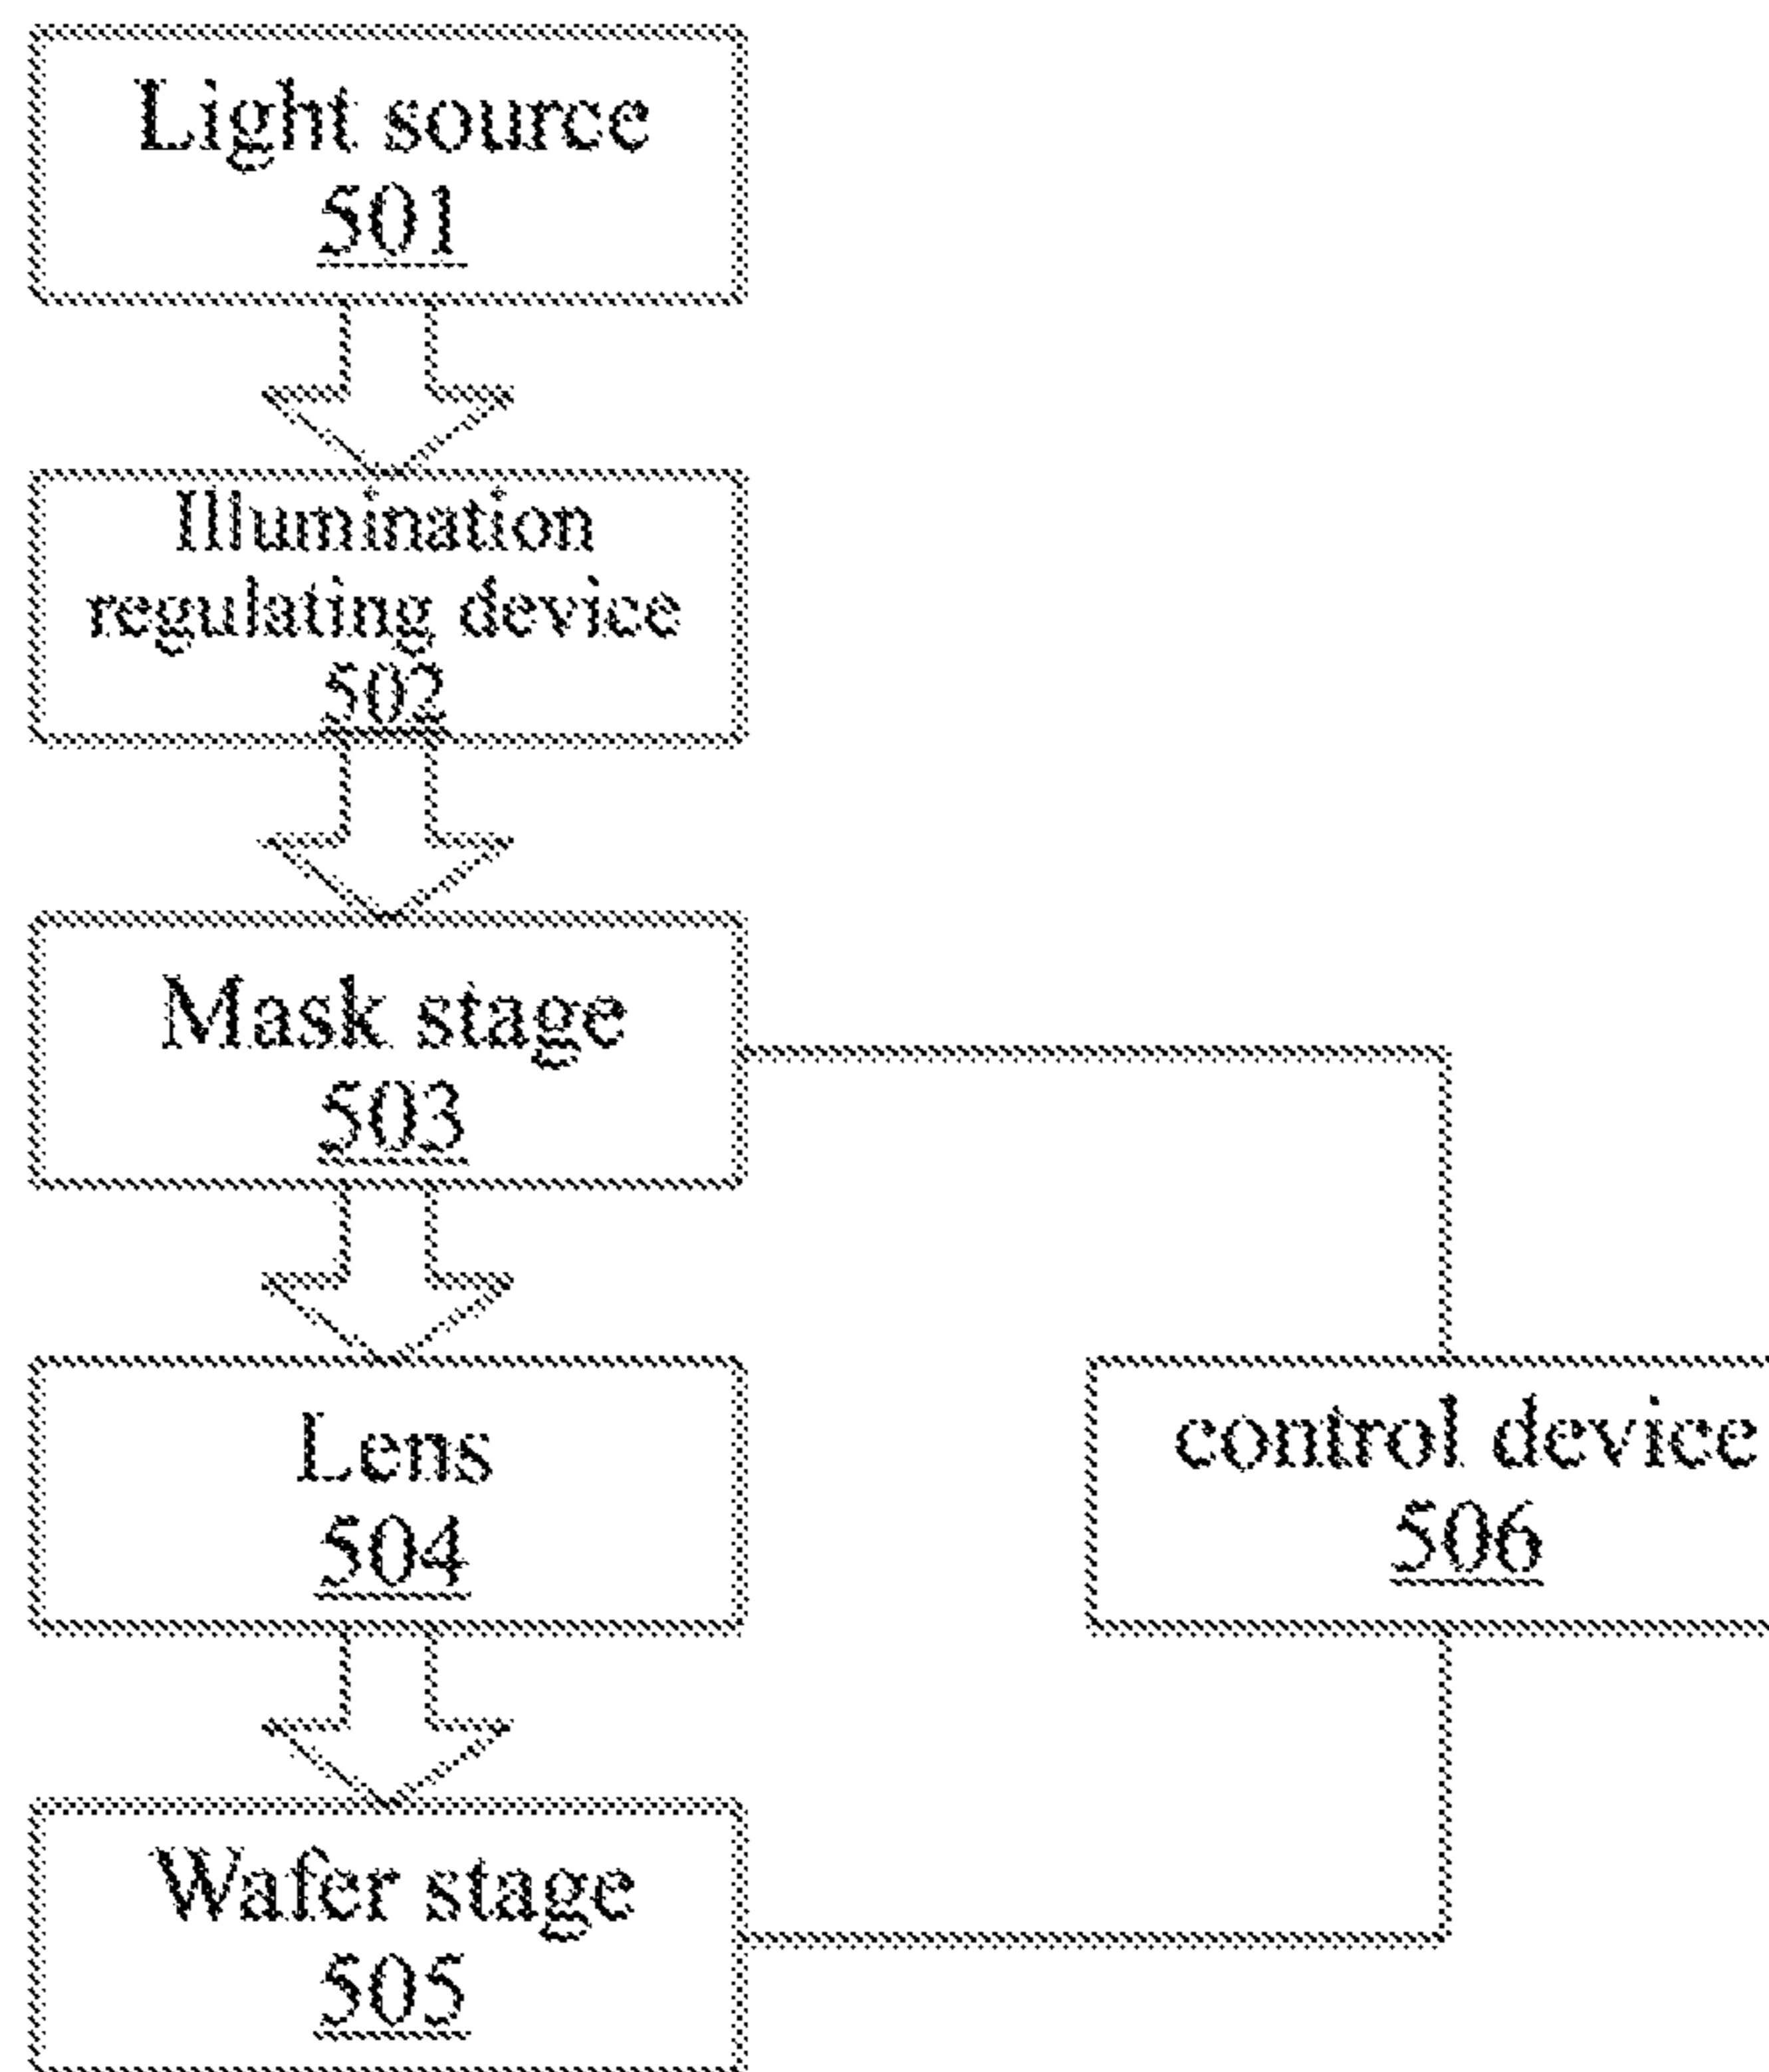 Light source
501
Illumination
regulating device
502
Mask stage
503
Lens
504
control device
506
Wafer stage
505